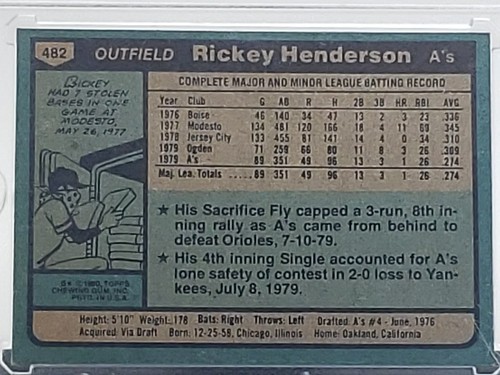 482 OUTFIELD Rickey Henderson A's
RICKEY
HAD 7 STOLEN
BASES IN ONE
GAME AT
MODESTO,
MAY 26, 1977
COMPLETE MAJOR AND MINOR LEAGUE BATTING RECORD
Year Club G AB R H 2B 3B HR RBI AVG
1976 Boise 46 140 34 47 13 2 3 23 .336
1977 Modesto 134 481 120 166 18 4 11 69 .345
1978 Jersey City 133 455 81 141 14 4 0 34 .310
1979 Ogden 71 259 66 80 11 8 3 26 .309
1979 A's 89 351 49 96 13 3 1 26 .274
Maj. Lea. Totals ..... 89 351 49 96 13 3 1 26 .274
★ His Sacrifice Fly capped a 3-run, 8th in-
ning rally as A's came from behind to
defeat Orioles, 7-10-79.
★ His 4th inning Single accounted for A's
lone safety of contest in 2-0 loss to Yan-
kees, July 8, 1979.
© 1980 TOPPS
CHEWING GUM, INC.
PRTD. IN U.S.A.
Height: 5'10" Weight: 178 Bats: Right Throws: Left Drafted: A's #4 - June, 1976
Acquired: Via Draft Born: 12-25-58, Chicago, Illinois Home: Oakland, California